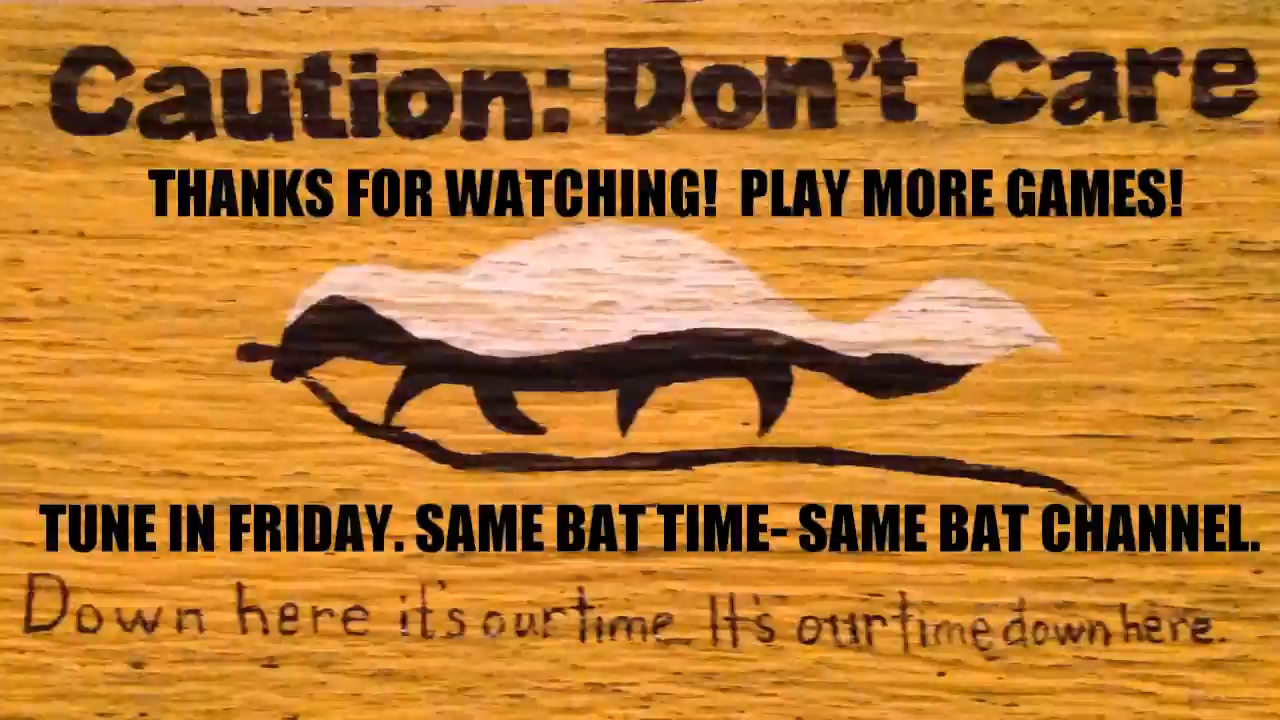 Caution: Don't Care
THANKS FOR WATCHING! PLAY MORE GAMES!
TUNE IN FRIDAY. SAME BAT TIME- SAME BAT CHANNEL.
Down here it's our time. It's our time down here.